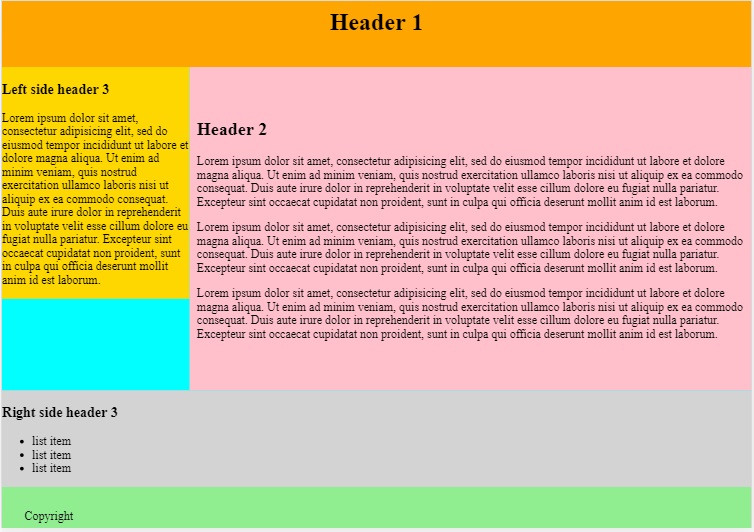 Header 1
Left side header 3
Lorem ipsum dolor sit amet,
consectetur adipisicing elit, sed do
eiusmod tempor incididunt ut labore et
dolore magna aliqua. Ut enim ad
minim veniam, quis nostrud
exercitation ullamco laboris nisi ut
aliquip ex ea commodo consequat.
Duis aute irure dolor in reprehenderit
in voluptate velit esse cillum dolore eu
fugiat nulla pariatur. Excepteur sint
occaecat cupidatat non proident, sunt
in culpa qui officia deserunt mollit
anim id est laborum.
Header 2
Lorem ipsum dolor sit amet, consectetur adipisicing elit, sed do eiusmod tempor incididunt ut labore et dolore
magna aliqua. Ut enim ad minim veniam, quis nostrud exercitation ullamco laboris nisi ut aliquip ex ea commodo
consequat. Duis aute irure dolor in reprehenderit in voluptate velit esse cillum dolore eu fugiat nulla pariatur.
Excepteur sint occaecat cupidatat non proident, sunt in culpa qui officia deserunt mollit anim id est laborum.
Lorem ipsum dolor sit amet, consectetur adipisicing elit, sed do eiusmod tempor incididunt ut labore et dolore
magna aliqua. Ut enim ad minim veniam, quis nostrud exercitation ullamco laboris nisi ut aliquip ex ea commodo
consequat. Duis aute irure dolor in reprehenderit in voluptate velit esse cillum dolore eu fugiat nulla pariatur.
Excepteur sint occaecat cupidatat non proident, sunt in culpa qui officia deserunt mollit anim id est laborum.
Lorem ipsum dolor sit amet, consectetur adipisicing elit, sed do eiusmod tempor incididunt ut labore et dolore
magna aliqua. Ut enim ad minim veniam, quis nostrud exercitation ullamco laboris nisi ut aliquip ex ea commodo
consequat. Duis aute irure dolor in reprehenderit in voluptate velit esse cillum dolore eu fugiat nulla pariatur.
Excepteur sint occaecat cupidatat non proident, sunt in culpa qui officia deserunt mollit anim id est laborum.
Right side header 3
• list item
• list item
• list item
Copyright